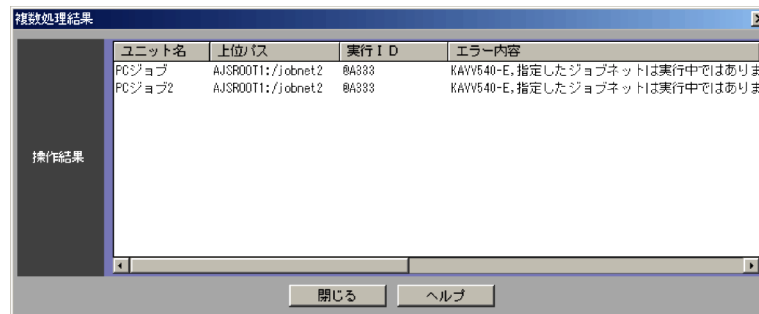 複数処理結果
ユニット名 上位パス 実行ＩＤ エラー内容
PCジョブ AJSROOT1:/jobnet2 @A333 KAVV540-E,指定したジョブネットは実行中ではありま
PCジョブ2 AJSROOT1:/jobnet2 @A333 KAVV540-E,指定したジョブネットは実行中ではありま
操作結果
閉じる ヘルプ